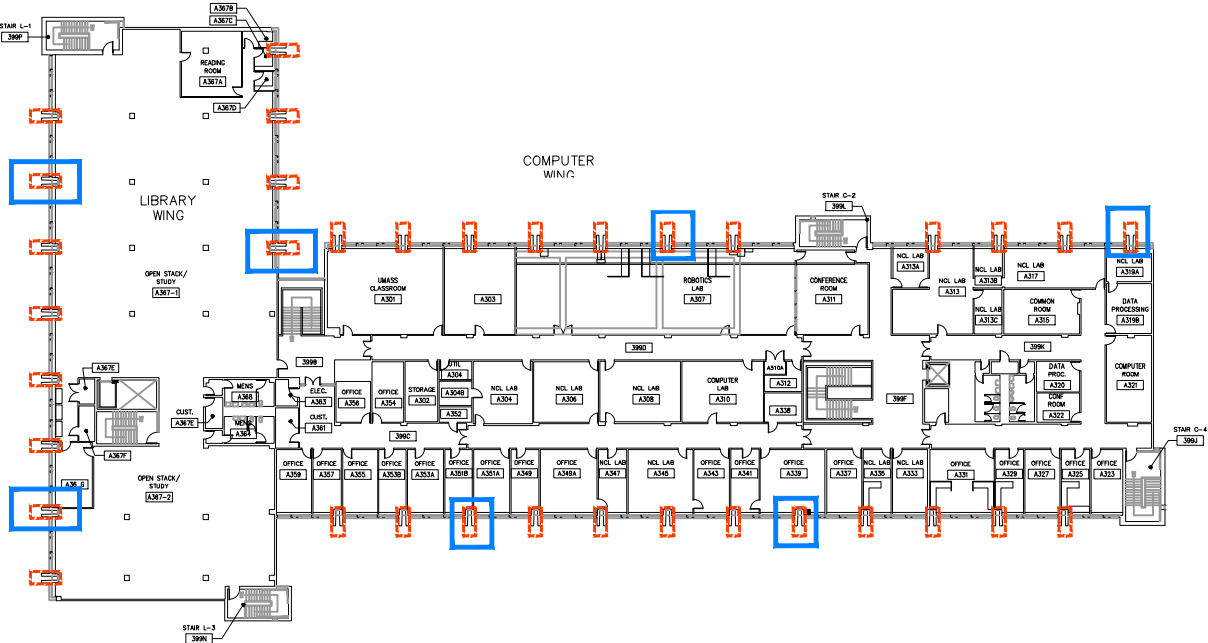 A367B
A367C
STAIR L-1
399P
READING
ROOM
A367A
A367D
COMPUTER
WING
LIBRARY
WING
STAIR C-2
399L
OPEN STACK/
STUDY
A367-1
UMASS
CLASSROOM
A301
A303
ROBOTICS
LAB
A307
CONFERENCE
ROOM
A311
NCL LAB
A313A
NCL LAB
A313
NCL LAB
A313B
NCL LAB
A313C
NCL LAB
A317
COMMON
ROOM
A315
NCL LAB
A319A
DATA
PROCESSING
A319B
399B
399D
399K
A367E
MENS
A368
CUST.
A367E
MENS
A364
ELEC.
A363
CUST.
A361
OFFICE
A356
OFFICE
A354
STORAGE
A302
UTIL
A304
A304B
A352
NCL LAB
A304
NCL LAB
A306
NCL LAB
A308
COMPUTER
LAB
A310
A310A
A312
A338
399F
DATA
PROC.
A320
CONF
ROOM
A322
COMPUTER
ROOM
A321
399C
A367F
STAIR C-4
399J
OPEN STACK/
STUDY
A367-2
OFFICE
A359
OFFICE
A357
OFFICE
A355
OFFICE
A353B
OFFICE
A353A
OFFICE
A351B
OFFICE
A351A
OFFICE
A349
OFFICE
A349A
NCL LAB
A347
NCL LAB
A345
OFFICE
A343
OFFICE
A341
OFFICE
A339
OFFICE
A337
NCL LAB
A335
NCL LAB
A333
OFFICE
A331
OFFICE
A329
OFFICE
A327
OFFICE
A325
OFFICE
A323
STAIR L-3
399N